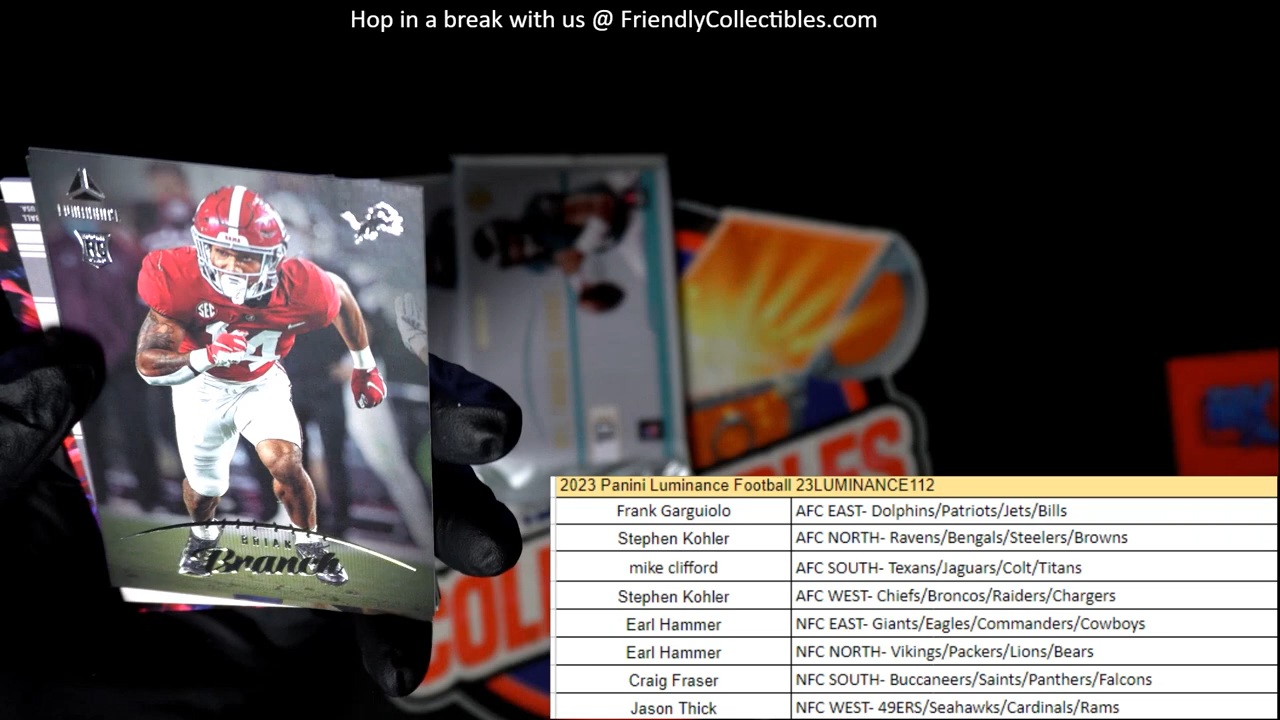 Hop in a break with us @ FriendlyCollectibles.com
LUMINANCE
SEC
14
BRIAN
Branch
2023 Panini Luminance Football 23LUMINANCE112
Frank Garguiolo AFC EAST- Dolphins/Patriots/Jets/Bills
Stephen Kohler AFC NORTH- Ravens/Bengals/Steelers/Browns
mike clifford AFC SOUTH- Texans/Jaguars/Colt/Titans
Stephen Kohler AFC WEST- Chiefs/Broncos/Raiders/Chargers
Earl Hammer NFC EAST- Giants/Eagles/Commanders/Cowboys
Earl Hammer NFC NORTH- Vikings/Packers/Lions/Bears
Craig Fraser NFC SOUTH- Buccaneers/Saints/Panthers/Falcons
Jason Thick NFC WEST- 49ERS/Seahawks/Cardinals/Rams